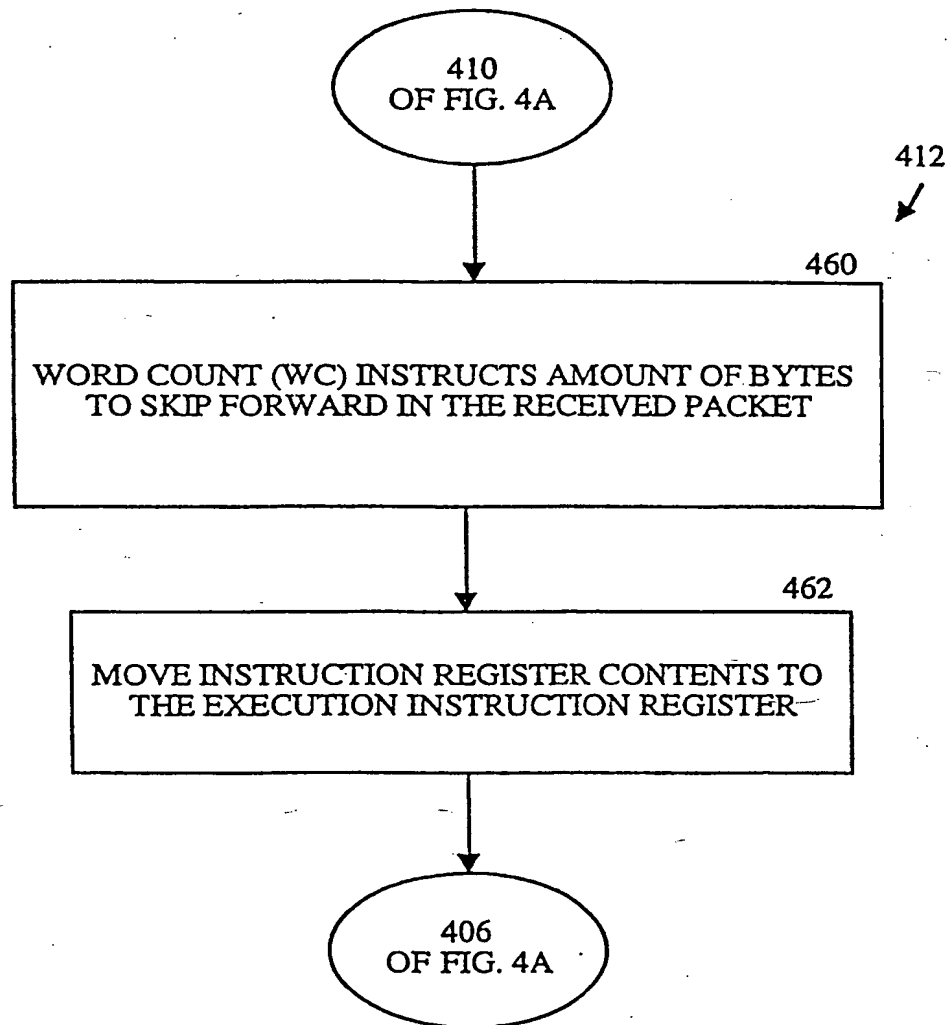 410
OF FIG. 4A
412
460
WORD COUNT (WC) INSTRUCTS AMOUNT OF BYTES
TO SKIP FORWARD IN THE RECEIVED PACKET
462
MOVE INSTRUCTION REGISTER CONTENTS TO
THE EXECUTION INSTRUCTION REGISTER
406
OF FIG. 4A